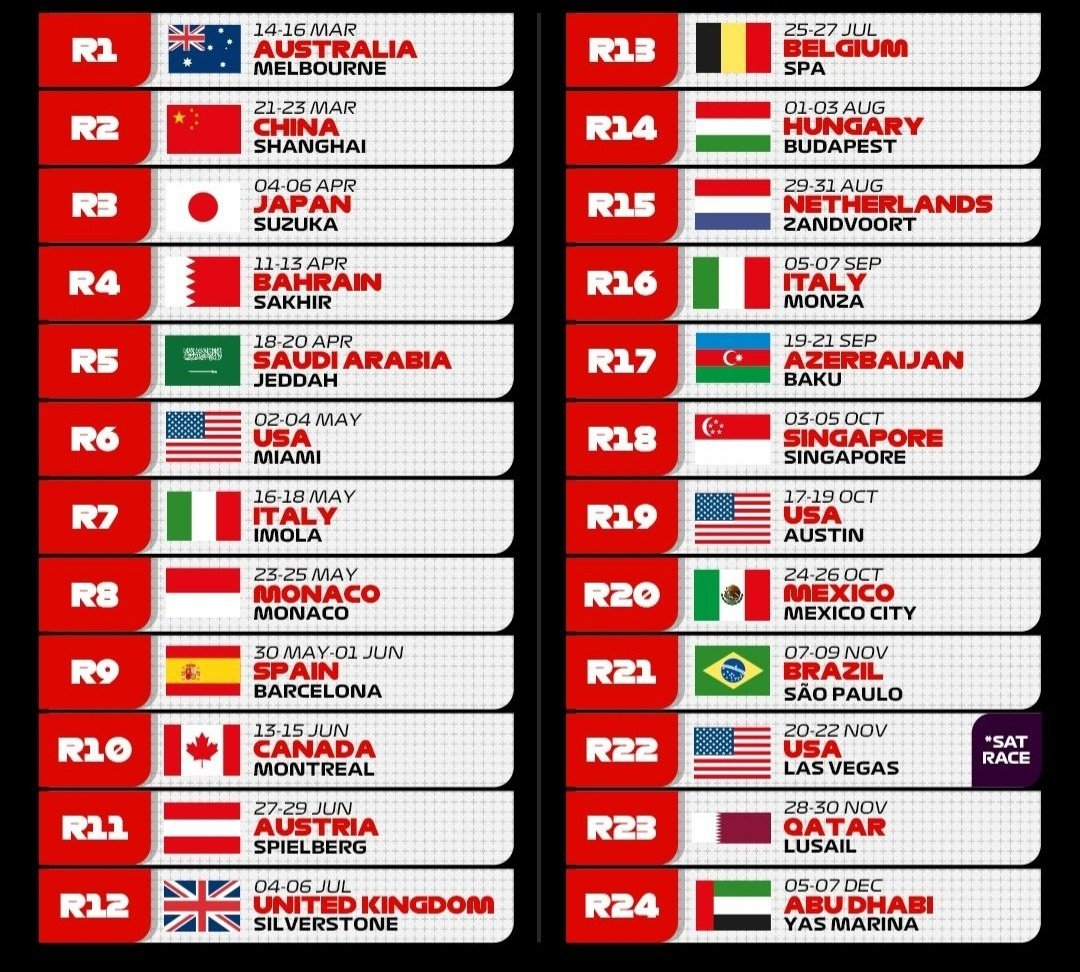 R1
14-16 MAR
AUSTRALIA
MELBOURNE
R2
21-23 MAR
CHINA
SHANGHAI
R3
04-06 APR
JAPAN
SUZUKA
R4
11-13 APR
BAHRAIN
SAKHIR
R5
18-20 APR
SAUDI ARABIA
JEDDAH
R6
02-04 MAY
USA
MIAMI
R7
16-18 MAY
ITALY
IMOLA
R8
23-25 MAY
MONACO
MONACO
R9
30 MAY-01 JUN
SPAIN
BARCELONA
R10
13-15 JUN
CANADA
MONTREAL
R11
27-29 JUN
AUSTRIA
SPIELBERG
R12
04-06 JUL
UNITED KINGDOM
SILVERSTONE
R13
25-27 JUL
BELGIUM
SPA
R14
01-03 AUG
HUNGARY
BUDAPEST
R15
29-31 AUG
NETHERLANDS
ZANDVOORT
R16
05-07 SEP
ITALY
MONZA
R17
19-21 SEP
AZERBAIJAN
BAKU
R18
03-05 OCT
SINGAPORE
SINGAPORE
R19
17-19 OCT
USA
AUSTIN
R20
24-26 OCT
MEXICO
MEXICO CITY
R21
07-09 NOV
BRAZIL
SÃO PAULO
R22
20-22 NOV
USA
LAS VEGAS
*SAT
RACE
R23
28-30 NOV
QATAR
LUSAIL
R24
05-07 DEC
ABU DHABI
YAS MARINA